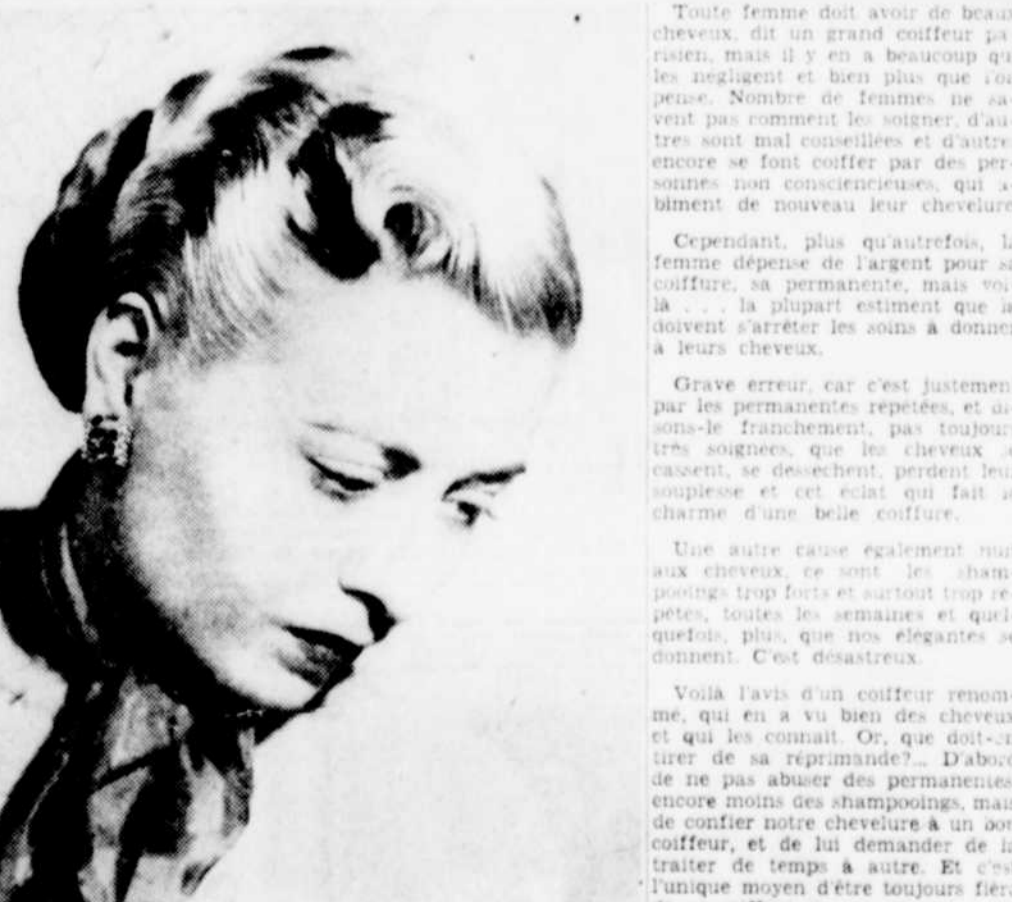 Toute femme doit avoir de beaux
cheveux, dit un grand coiffeur pa-
risien, mais il y en a beaucoup qui
les négligent et bien plus que l'on
pense. Nombre de femmes ne sa-
vent pas comment les soigner, d'au-
tres sont mal conseillées et d'autres
encore se font coiffer par des per-
sonnes non consciencieuses, qui a-
biment de nouveau leur chevelure
Cependant, plus qu'autrefois, la
femme dépense de l'argent pour sa
coiffure, sa permanente, mais voi-
là . . . la plupart estiment que là
doivent s'arrêter les soins à donner
à leurs cheveux.
Grave erreur, car c'est justement
par les permanentes répétées, et di-
sons-le franchement, pas toujours
très soignées, que les cheveux se
cassent, se dessèchent, perdent leur
souplesse et cet éclat qui fait le
charme d'une belle coiffure.
Une autre cause également nuit
aux cheveux, ce sont les sham-
pooings trop forts et surtout trop ré-
pétés, toutes les semaines et quel-
quefois, plus, que nos élégantes se
donnent. C'est désastreux.
Voilà l'avis d'un coiffeur renom-
mé, qui en a vu bien des cheveux
et qui les connait. Or, que doit-on
tirer de sa réprimande?... D'abord
de ne pas abuser des permanentes
encore moins des shampooings, mais
de confier notre chevelure à un bon
coiffeur, et de lui demander de la
traiter de temps à autre. Et c'est
l'unique moyen d'être toujours fière